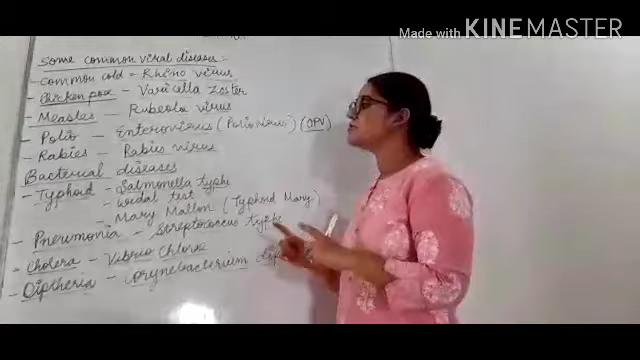 Made with KINEMASTER
Some common viral diseases:-
- Common cold = Rhino virus
- Chicken pox - Varicella Zoster
- Measles - Rubeola virus
- Polio - Enterovirus (Poliovirus) (OPV)
- Rabies - Rabies virus
Bacterial diseases
- Typhoid - Salmonella typhi
- Widal test
- Mary Mallon (Typhoid Mary)
- Pneumonia - Streptococcus
- Cholera - Vibrio
- Diptheria - Corynebacterium